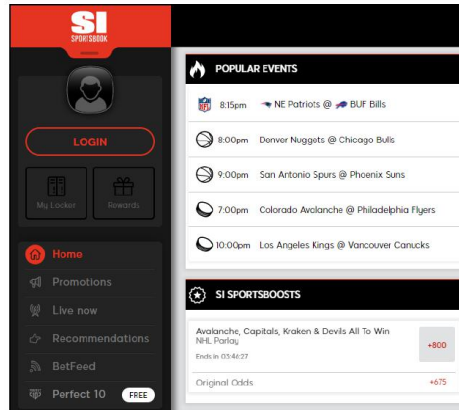 SI
SPORTSBOOK
LOGIN
My Locker
Rewards
Home
Promotions
Live now
Recommendations
BetFeed
Perfect 10 FREE
POPULAR EVENTS
NFL 8:15pm NE Patriots @ BUF Bills
8:00pm Denver Nuggets @ Chicago Bulls
9:00pm San Antonio Spurs @ Phoenix Suns
7:00pm Colorado Avalanche @ Philadelphia Flyers
10:00pm Los Angeles Kings @ Vancouver Canucks
SI SPORTSBOOSTS
Avalanche, Capitals, Kraken & Devils All To Win
NHL Parlay
Ends in 03:46:27
+800
Original Odds +675